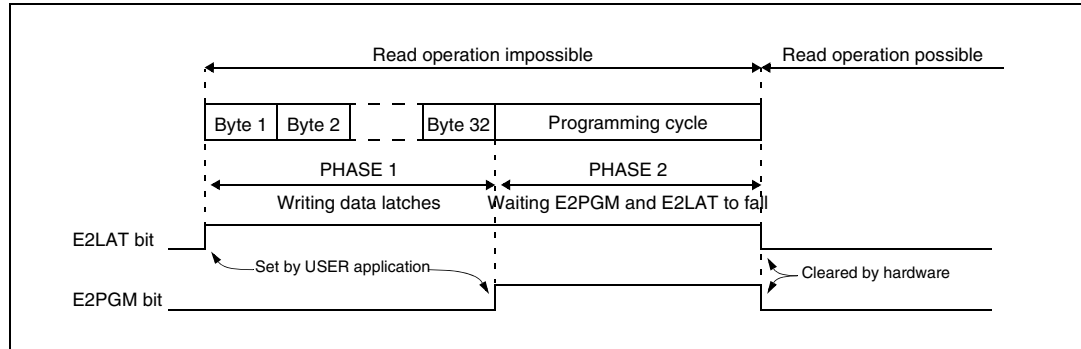 Read operation impossible
Read operation possible
Byte 1
Byte 2
Byte 32
Programming cycle
PHASE 1
PHASE 2
Writing data latches
Waiting E2PGM and E2LAT to fall
E2LAT bit
Set by USER application
Cleared by hardware
E2PGM bit